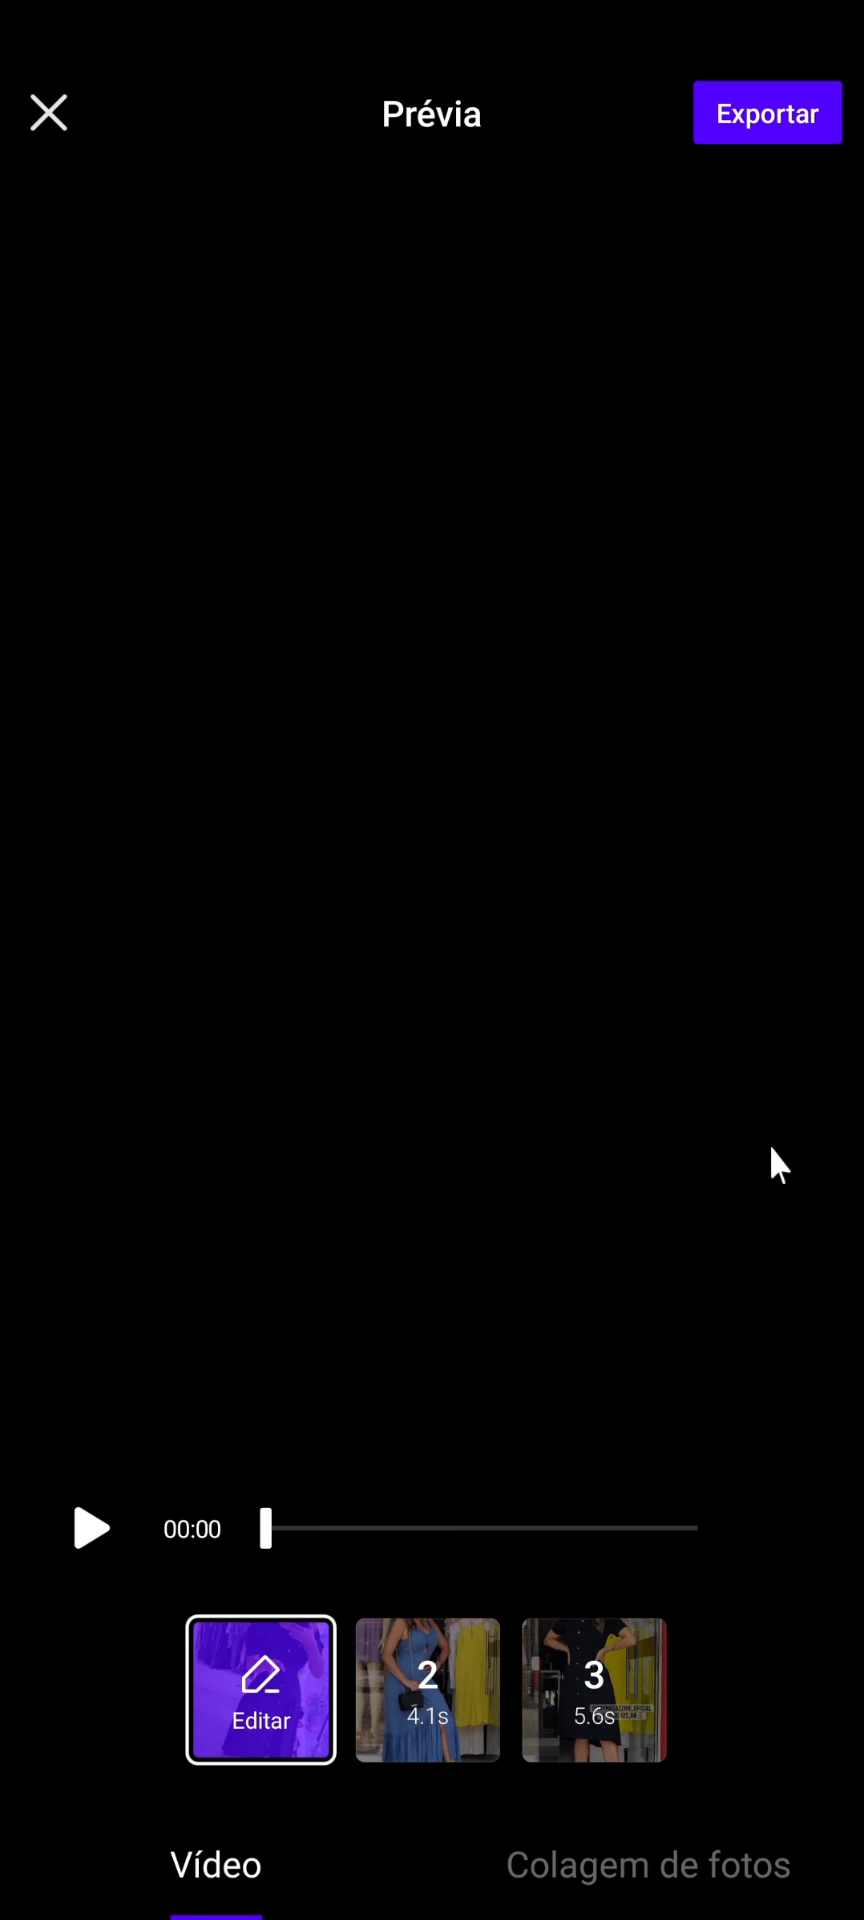 Prévia
Exportar
00:00
Editar
2
4.1s
3
5.6s
Vídeo
Colagem de fotos